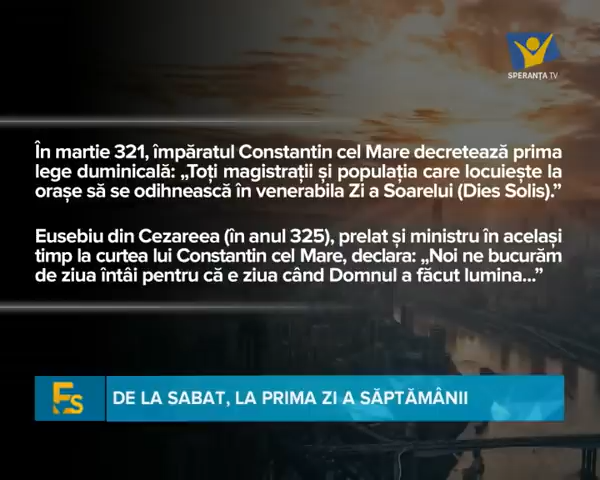 SPERANȚA TV
În martie 321, împăratul Constantin cel Mare decretează prima
lege duminicală: „Toți magistrații și populația care locuiește la
orașe să se odihnească în venerabila Zi a Soarelui (Dies Solis).”
Eusebiu din Cezareea (în anul 325), prelat și ministru în același
timp la curtea lui Constantin cel Mare, declara: „Noi ne bucurăm
de ziua întâi pentru că e ziua când Domnul a făcut lumina...”
Es
DE LA SABAT, LA PRIMA ZI A SĂPTĂMÂNII